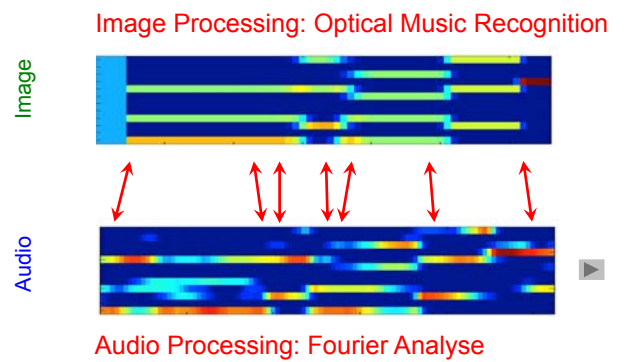 Image Processing: Optical Music Recognition
Image
Audio
Audio Processing: Fourier Analyse